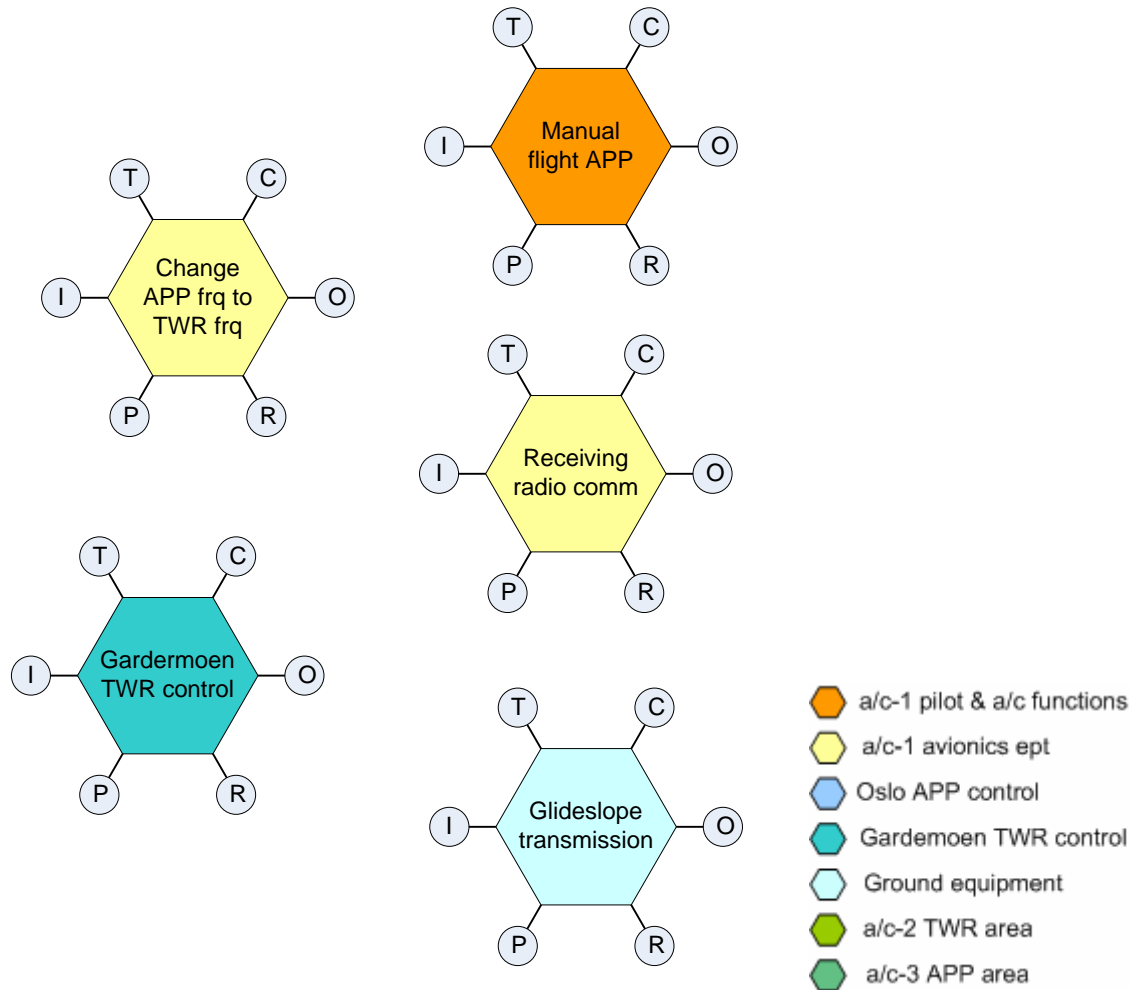 T
C
I
Manual
flight APP
O
P
R
T
C
I
Change
APP frq to
TWR frq
O
P
R
T
C
I
Receiving
radio comm
O
P
R
T
C
I
Gardermoen
TWR control
O
P
R
T
C
I
Glideslope
transmission
O
P
R
a/c-1 pilot & a/c functions
a/c-1 avionics ept
Oslo APP control
Gardemoen TWR control
Ground equipment
a/c-2 TWR area
a/c-3 APP area